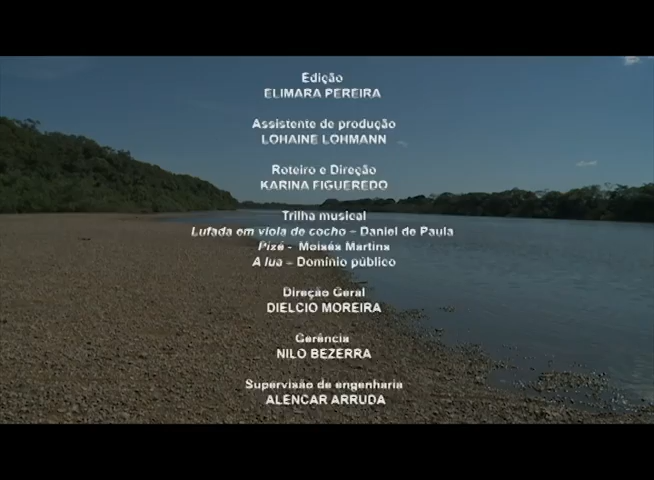 Edição
ELIMARA PEREIRA
Assistente de produção
LOHAINE LOHMANN
Roteiro e Direção
KARINA FIGUEREDO
Trilha musical
Lufada em viola de cocho – Daniel de Paula
Pixé - Moisés Martins
A lua – Domínio público
Direção Geral
DIELCIO MOREIRA
Gerência
NILO BEZERRA
Supervisão de engenharia
ALENCAR ARRUDA